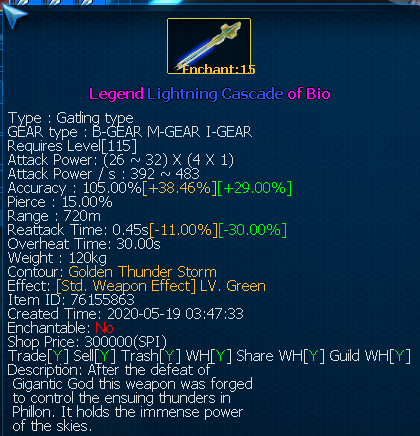 Enchant:15
Legend Lightning Cascade of Bio
Type : Gatling type
GEAR type : B-GEAR M-GEAR I-GEAR
Requires Level[115]
Attack Power: (26 ~ 32) X (4 X 1)
Attack Power / s : 392 ~ 483
Accuracy : 105.00%[+38.46%][+29.00%]
Pierce : 15.00%
Range : 720m
Reattack Time: 0.45s[-11.00%][-30.00%]
Overheat Time: 30.00s
Weight : 120kg
Contour: Golden Thunder Storm
Effect: [Std. Weapon Effect] LV. Green
Item ID: 76155863
Created Time: 2020-05-19 03:47:33
Enchantable: No
Shop Price: 300000(SPI)
Trade[Y] Sell[Y] Trash[Y] WH[Y] Share WH[Y] Guild WH[Y]
Description: After the defeat of
Gigantic God this weapon was forged
to control the ensuing thunders in
Phillon. It holds the immense power
of the skies.